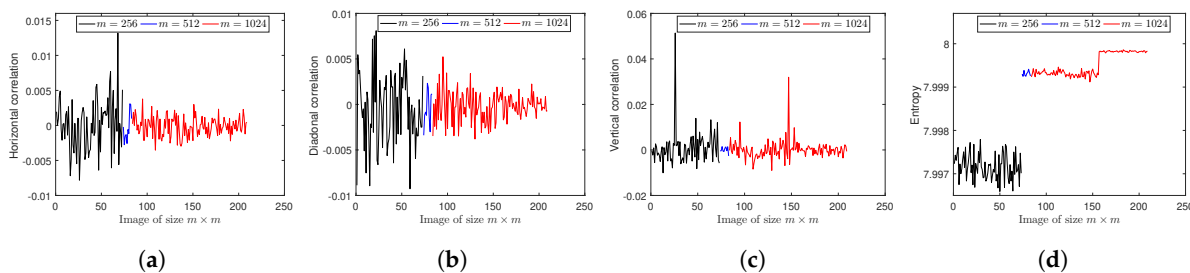 m = 256 m = 512 m = 1024
Horizontal correlation
0.015
0.01
0.005
0
-0.005
-0.01
0 50 100 150 200 250
Image of size m × m
(a)
m = 256 m = 512 m = 1024
Diadonal correlation
0.01
0.005
0
-0.005
-0.01
0 50 100 150 200 250
Image of size m × m
(b)
m = 256 m = 512 m = 1024
Vertical correlation
0.06
0.04
0.02
0
-0.02
0 50 100 150 200 250
Image of size m × m
(c)
m = 256 m = 512 m = 1024
Entropy
8
7.999
7.998
7.997
0 50 100 150 200 250
Image of size m × m
(d)